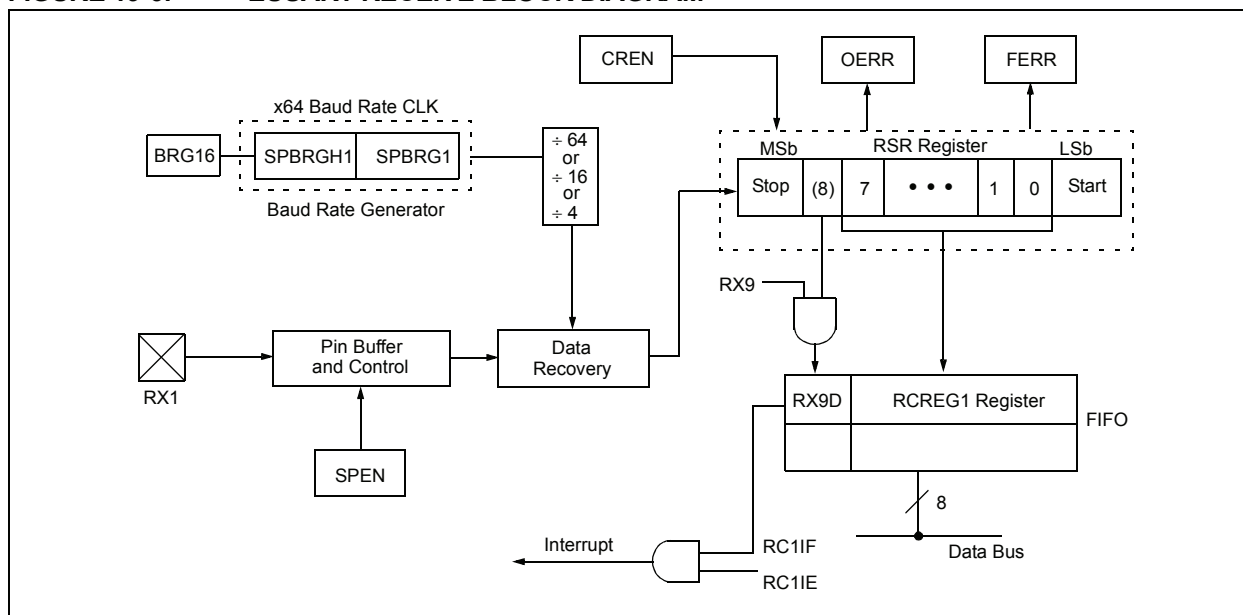 CREN
OERR
FERR
x64 Baud Rate CLK
BRG16
SPBRGH1
SPBRG1
Baud Rate Generator
÷ 64
or
÷ 16
or
÷ 4
MSb
RSR Register
LSb
Stop
(8)
7
• • •
1
0
Start
RX9
RX1
Pin Buffer
and Control
Data
Recovery
SPEN
RX9D
RCREG1 Register
FIFO
8
Data Bus
Interrupt
RC1IF
RC1IE